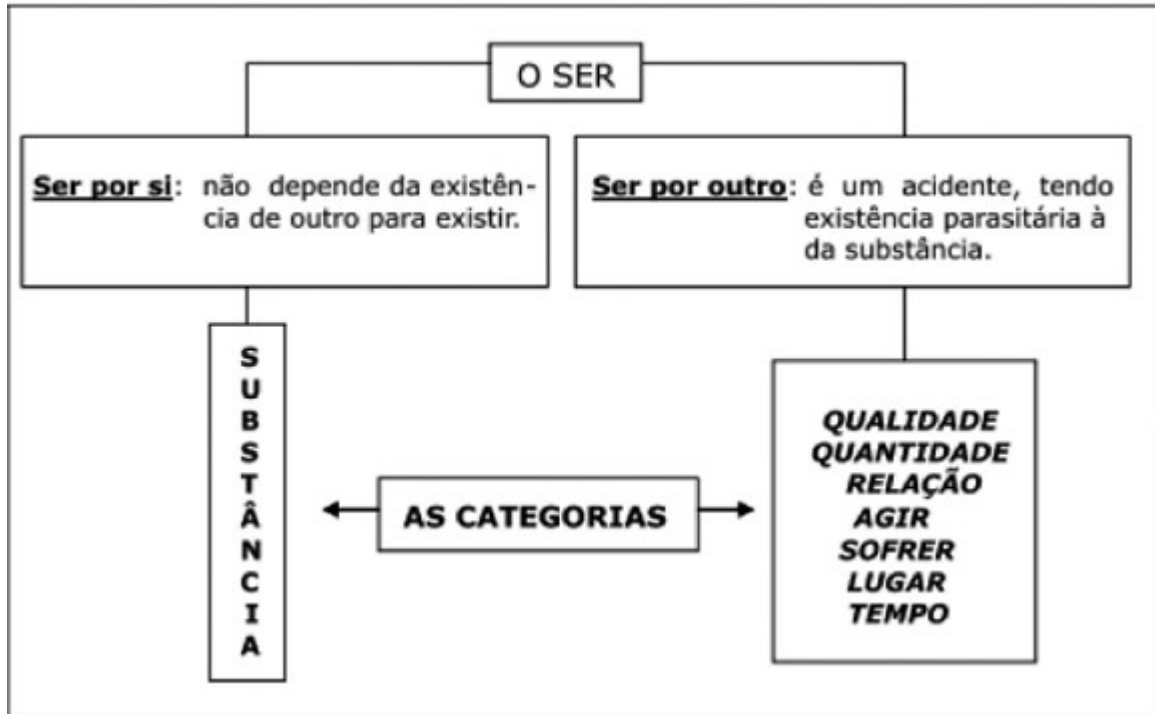 O SER
Ser por si: não depende da existên-
cia de outro para existir.
Ser por outro: é um acidente, tendo
existência parasitária à
da substância.
S
U
B
S
T
Â
N
C
I
A
AS CATEGORIAS
QUALIDADE
QUANTIDADE
RELAÇÃO
AGIR
SOFRER
LUGAR
TEMPO